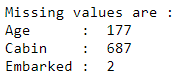 Missing values are :
Age      :  177
Cabin    :  687
Embarked :  2